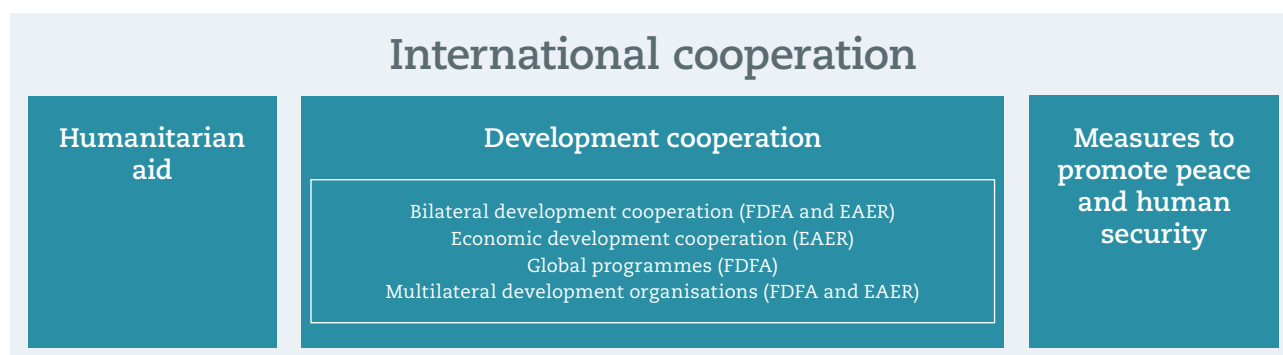 International cooperation
Humanitarian
aid
Development cooperation
Bilateral development cooperation (FDFA and EAER)
Economic development cooperation (EAER)
Global programmes (FDFA)
Multilateral development organisations (FDFA and EAER)
Measures to
promote peace
and human
security